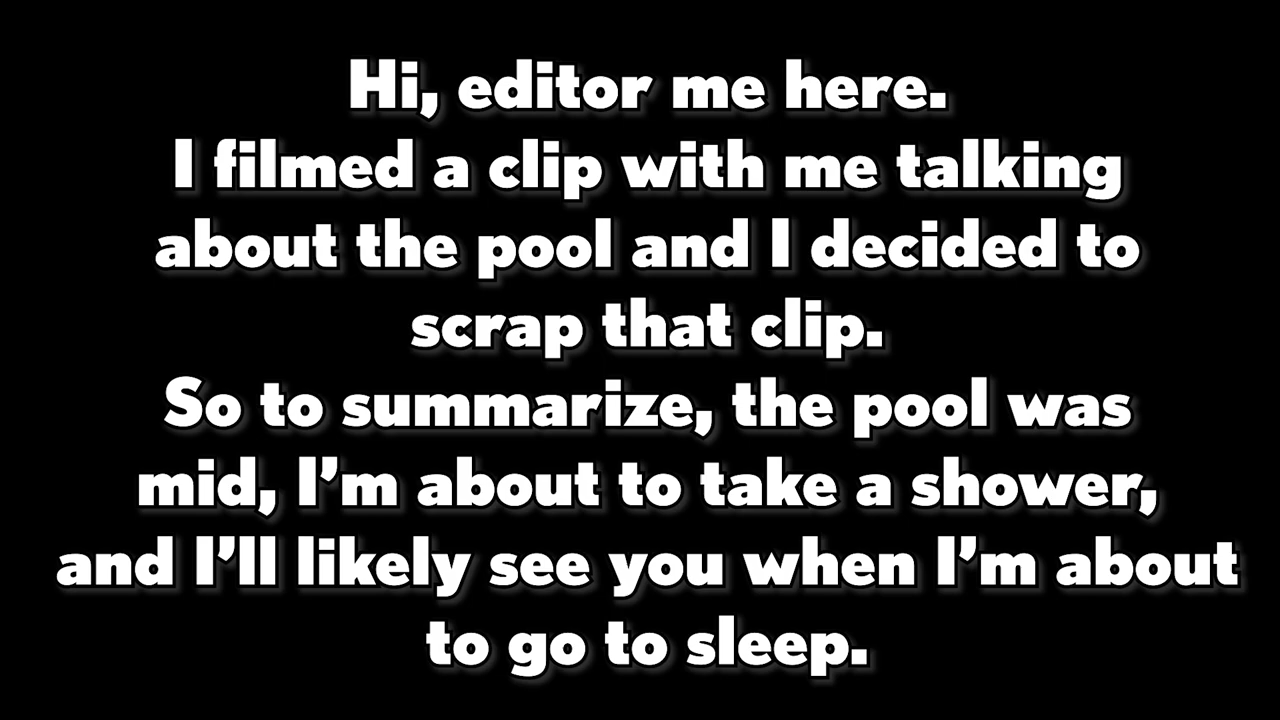 Hi, editor me here.
I filmed a clip with me talking
about the pool and I decided to
scrap that clip.
So to summarize, the pool was
mid, I'm about to take a shower,
and I'll likely see you when I'm about
to go to sleep.